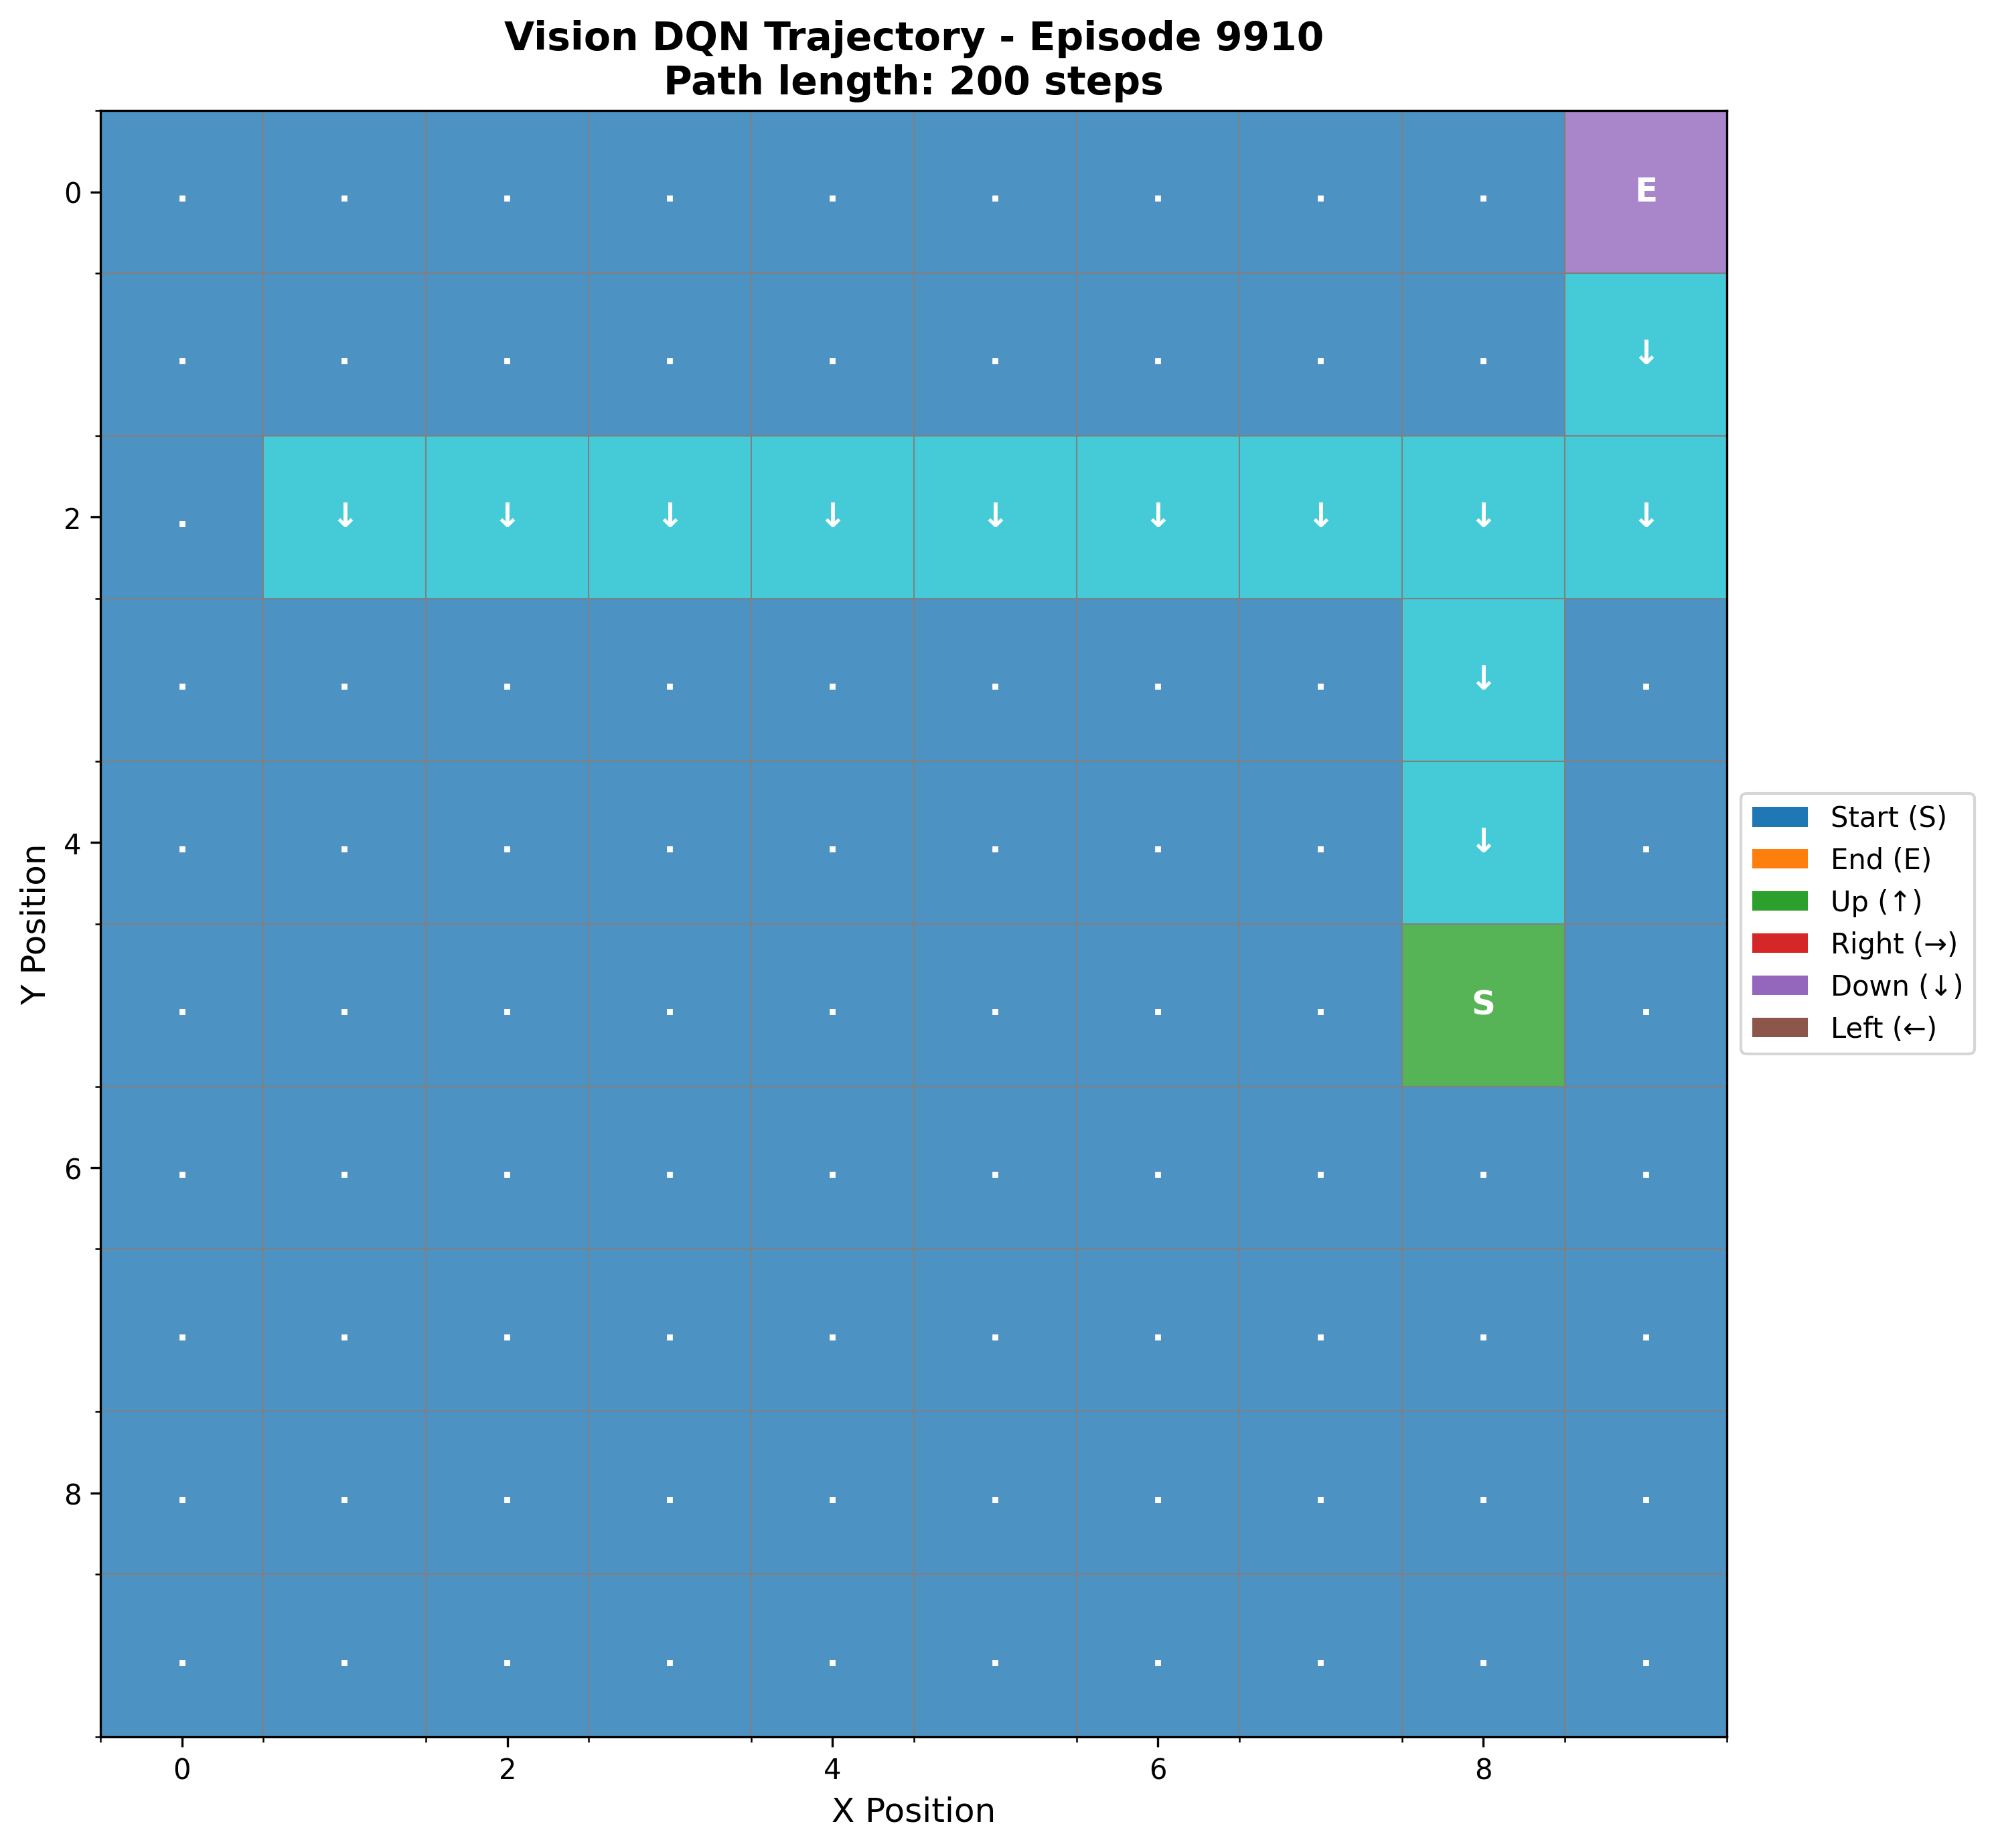 Vision DQN Trajectory - Episode 9910
Path length: 200 steps
0 . . . . . . . . . E
. . . . . . . . . ↓
2 . ↓ ↓ ↓ ↓ ↓ ↓ ↓ ↓ ↓
. . . . . . . . ↓ .
4 . . . . . . . . ↓ .
. . . . . . . . S .
6 . . . . . . . . . .
. . . . . . . . . .
8 . . . . . . . . . .
. . . . . . . . . .
0 2 4 6 8
X Position
Y Position
Start (S)
End (E)
Up (↑)
Right (→)
Down (↓)
Left (←)